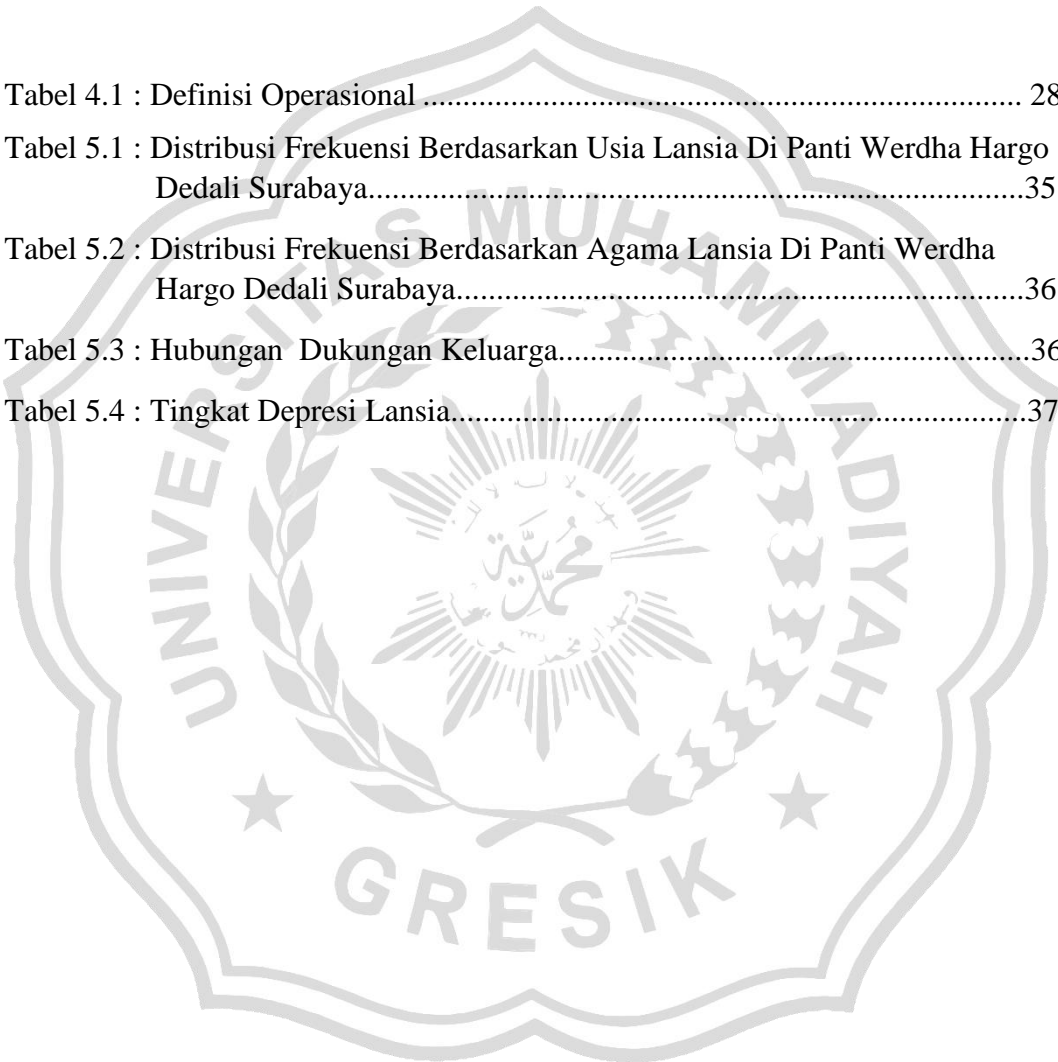 Tabel 4.1 : Definisi Operasional .......................................................................... 28
Tabel 5.1 : Distribusi Frekuensi Berdasarkan Usia Lansia Di Panti Werdha Hargo
Dedali Surabaya.................................................................................35
Tabel 5.2 : Distribusi Frekuensi Berdasarkan Agama Lansia Di Panti Werdha
Hargo Dedali Surabaya......................................................................36
Tabel 5.3 : Hubungan  Dukungan Keluarga..........................................................36
Tabel 5.4 : Tingkat Depresi Lansia.......................................................................37
UNIVERSITAS MUHAMMADIYAH
GRESIK